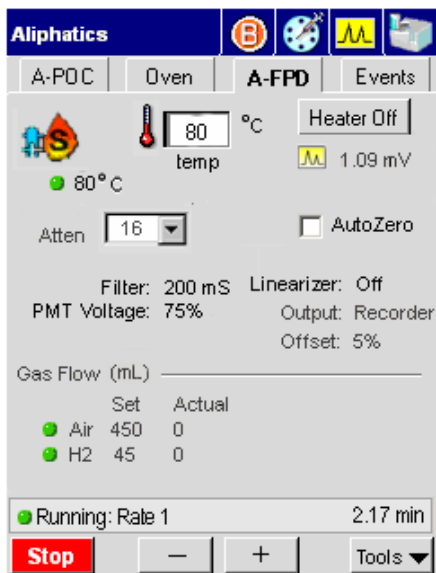 Aliphatics B
A-POC Oven A-FPD Events
80 °C Heater Off
temp
S
1.09 mV
80°C
Atten 16 AutoZero
Filter: 200 mS Linearizer: Off
PMT Voltage: 75% Output: Recorder
Offset: 5%
Gas Flow (mL)
Set Actual
Air 450 0
H2 45 0
Running: Rate 1 2.17 min
Stop − + Tools